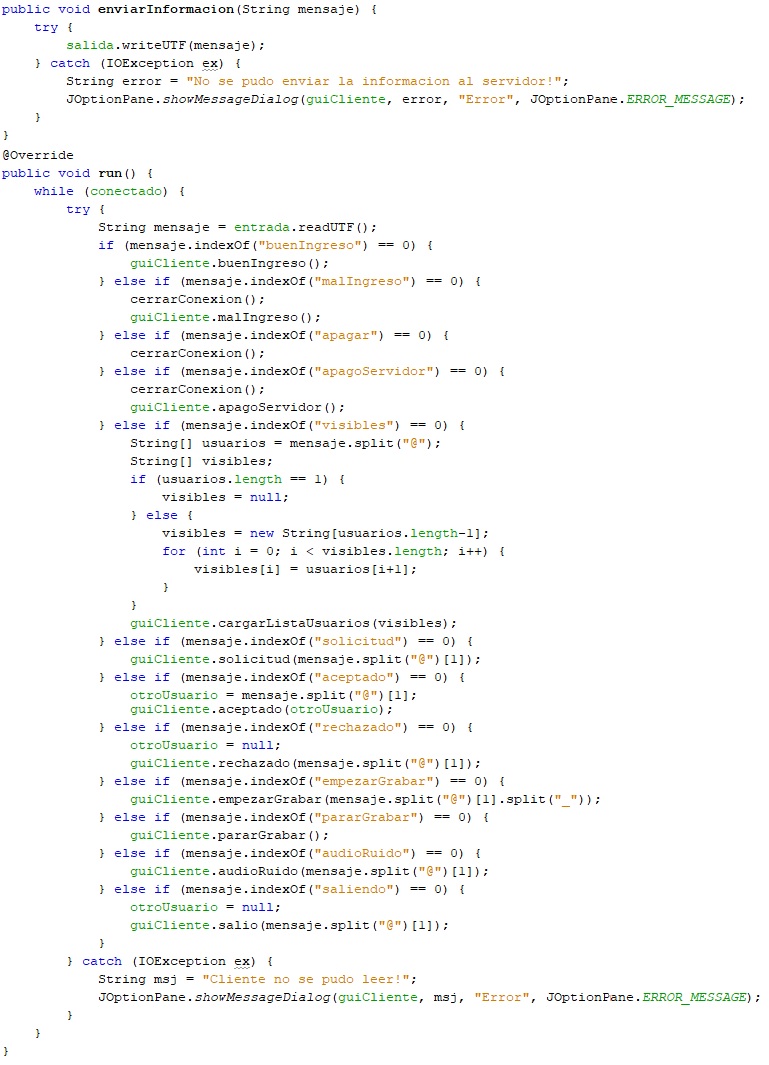 public void enviarInformacion(String mensaje) {
    try {
        salida.writeUTF(mensaje);
    } catch (IOException ex) {
        String error = "No se pudo enviar la informacion al servidor!";
        JOptionPane.showMessageDialog(guiCliente, error, "Error", JOptionPane.ERROR_MESSAGE);
    }
}
@Override
public void run() {
    while (conectado) {
        try {
            String mensaje = entrada.readUTF();
            if (mensaje.indexOf("buenIngreso") == 0) {
                guiCliente.buenIngreso();
            } else if (mensaje.indexOf("malIngreso") == 0) {
                cerrarConexion();
                guiCliente.malIngreso();
            } else if (mensaje.indexOf("apagar") == 0) {
                cerrarConexion();
            } else if (mensaje.indexOf("apagoServidor") == 0) {
                cerrarConexion();
                guiCliente.apagoServidor();
            } else if (mensaje.indexOf("visibles") == 0) {
                String[] usuarios = mensaje.split("@");
                String[] visibles;
                if (usuarios.length == 1) {
                    visibles = null;
                } else {
                    visibles = new String[usuarios.length-1];
                    for (int i = 0; i < visibles.length; i++) {
                        visibles[i] = usuarios[i+1];
                    }
                }
                guiCliente.cargarListaUsuarios(visibles);
            } else if (mensaje.indexOf("solicitud") == 0) {
                guiCliente.solicitud(mensaje.split("@")[1]);
            } else if (mensaje.indexOf("aceptado") == 0) {
                otroUsuario = mensaje.split("@")[1];
                guiCliente.aceptado(otroUsuario);
            } else if (mensaje.indexOf("rechazado") == 0) {
                otroUsuario = null;
                guiCliente.rechazado(mensaje.split("@")[1]);
            } else if (mensaje.indexOf("empezarGrabar") == 0) {
                guiCliente.empezarGrabar(mensaje.split("@")[1].split("_"));
            } else if (mensaje.indexOf("pararGrabar") == 0) {
                guiCliente.pararGrabar();
            } else if (mensaje.indexOf("audioRuido") == 0) {
                guiCliente.audioRuido(mensaje.split("@")[1]);
            } else if (mensaje.indexOf("saliendo") == 0) {
                otroUsuario = null;
                guiCliente.salio(mensaje.split("@")[1]);
            }
        } catch (IOException ex) {
            String msj = "Cliente no se pudo leer!";
            JOptionPane.showMessageDialog(guiCliente, msj, "Error", JOptionPane.ERROR_MESSAGE);
        }
    }
}